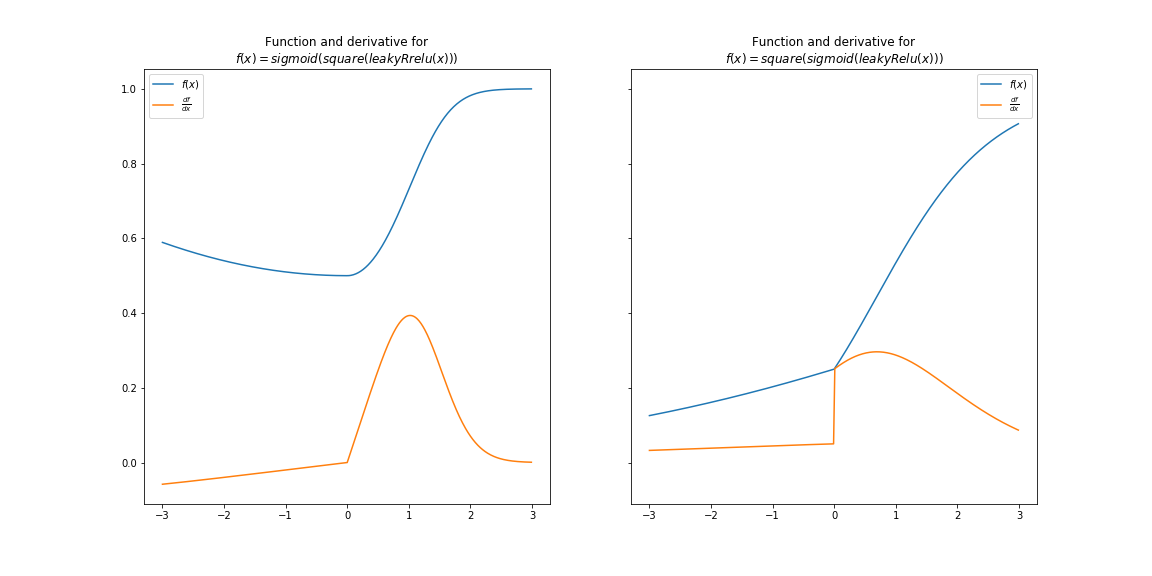 Function and derivative for
f(x) = sigmoid(square(leakyRrelu(x)))
f(x)
df
dx
1.0
0.8
0.6
0.4
0.2
0.0
−3 −2 −1 0 1 2 3
Function and derivative for
f(x) = square(sigmoid(leakyRelu(x)))
f(x)
df
dx
−3 −2 −1 0 1 2 3